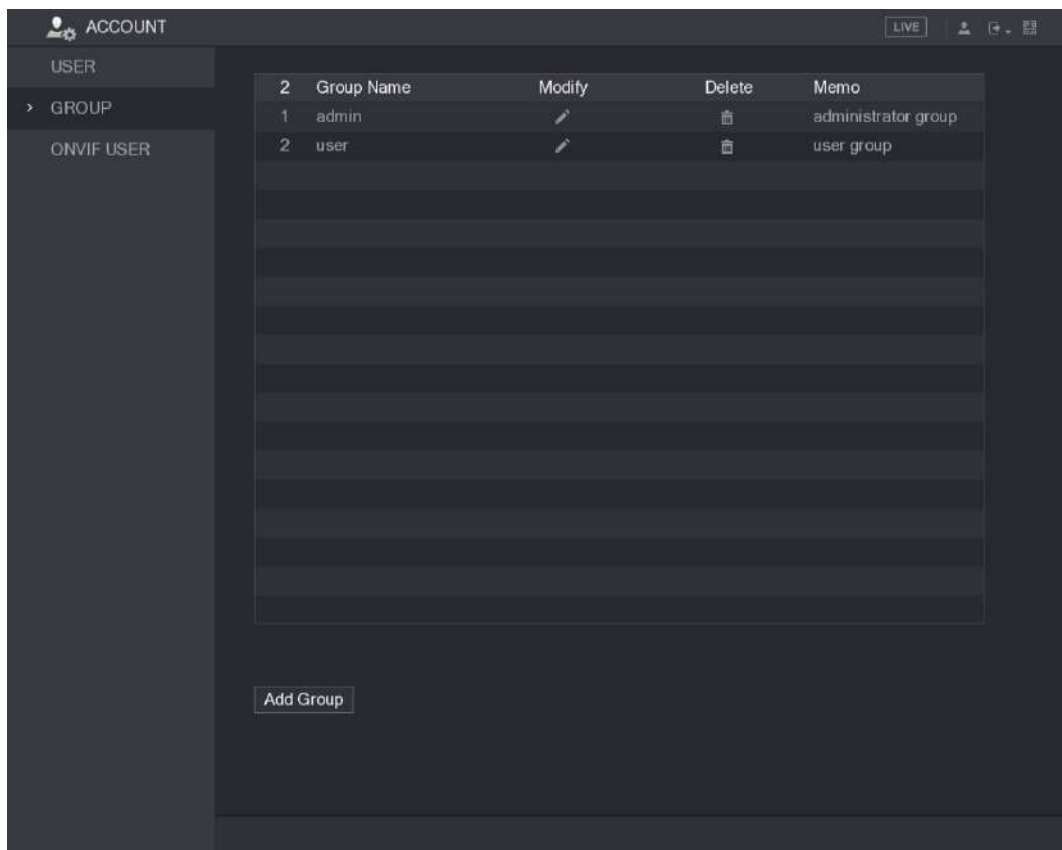 ACCOUNT LIVE
USER
GROUP
ONVIF USER
2 Group Name Modify Delete Memo
1 admin administrator group
2 user user group
Add Group